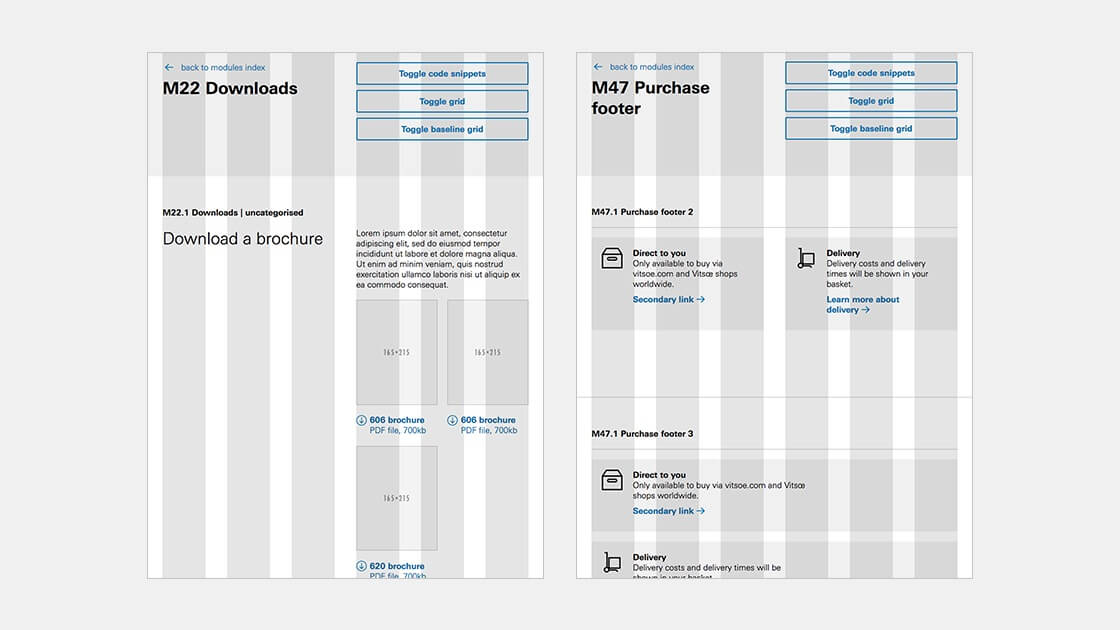 back to modules index
M22 Downloads
Toggle code snippets
Toggle grid
Toggle baseline grid
M22.1 Downloads | uncategorised
Download a brochure
Lorem ipsum dolor sit amet, consectetur
adipiscing elit, sed do eiusmod tempor
incididunt ut labore et dolore magna aliqua.
Ut enim ad minim veniam, quis nostrud
exercitation ullamco laboris nisi ut aliquip ex
ea commodo consequat.
165×215
165×215
606 brochure
PDF file, 700kb
606 brochure
PDF file, 700kb
165×215
620 brochure
PDF file, 700kb
back to modules index
M47 Purchase
footer
Toggle code snippets
Toggle grid
Toggle baseline grid
M47.1 Purchase footer 2
Direct to you
Only available to buy via
vitsoe.com and Vitsœ shops
worldwide.
Secondary link →
Delivery
Delivery costs and delivery
times will be shown in your
basket.
Learn more about
delivery →
M47.1 Purchase footer 3
Direct to you
Only available to buy via vitsoe.com and Vitsœ
shops worldwide.
Secondary link →
Delivery
Delivery costs and delivery times will be
shown in your basket.